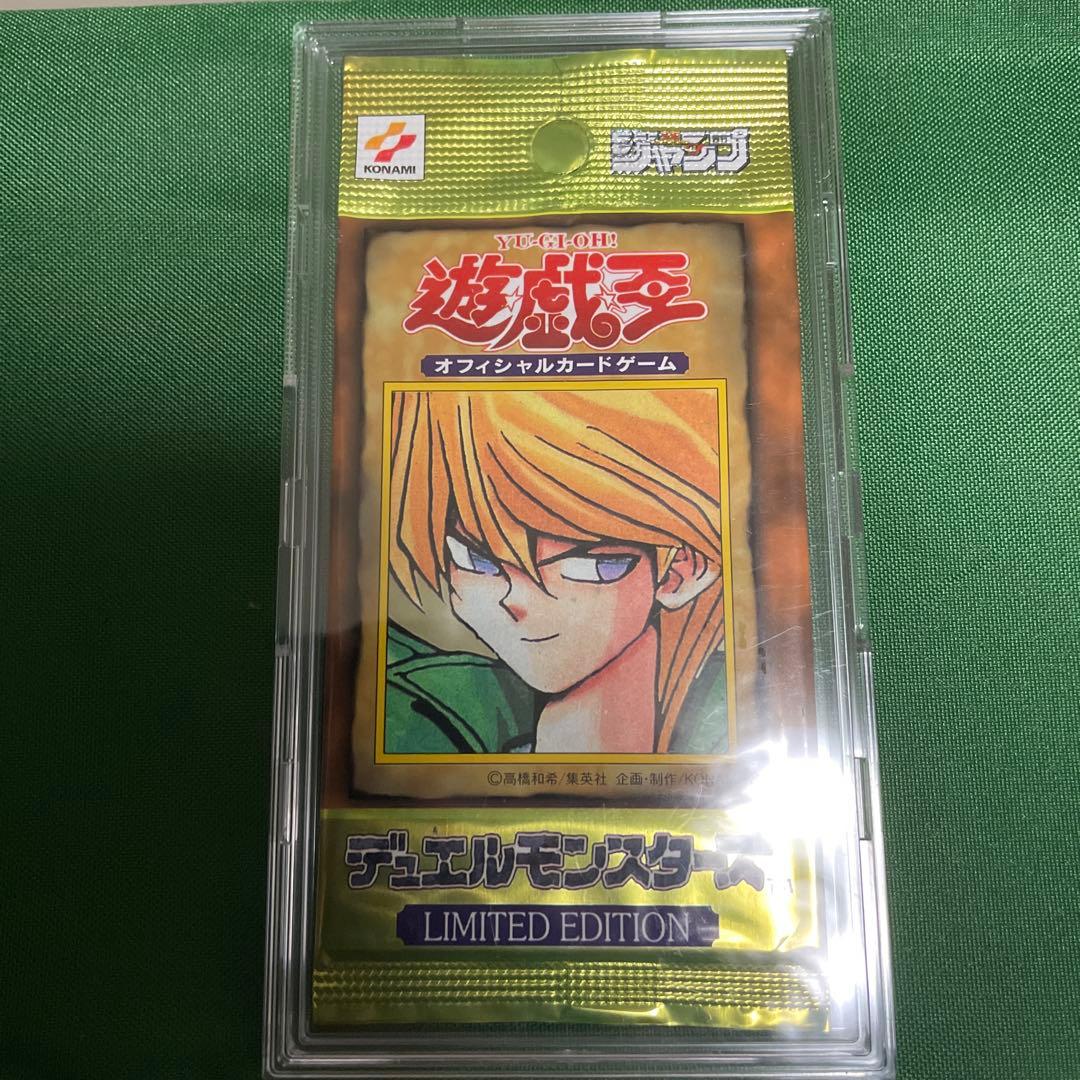 KONAMI
ジャンプ
YU-GI-OH!
遊戯王
オフィシャルカードゲーム
©高橋和希/集英社 企画・制作/KONA
デュエルモンスターズ
LIMITED EDITION